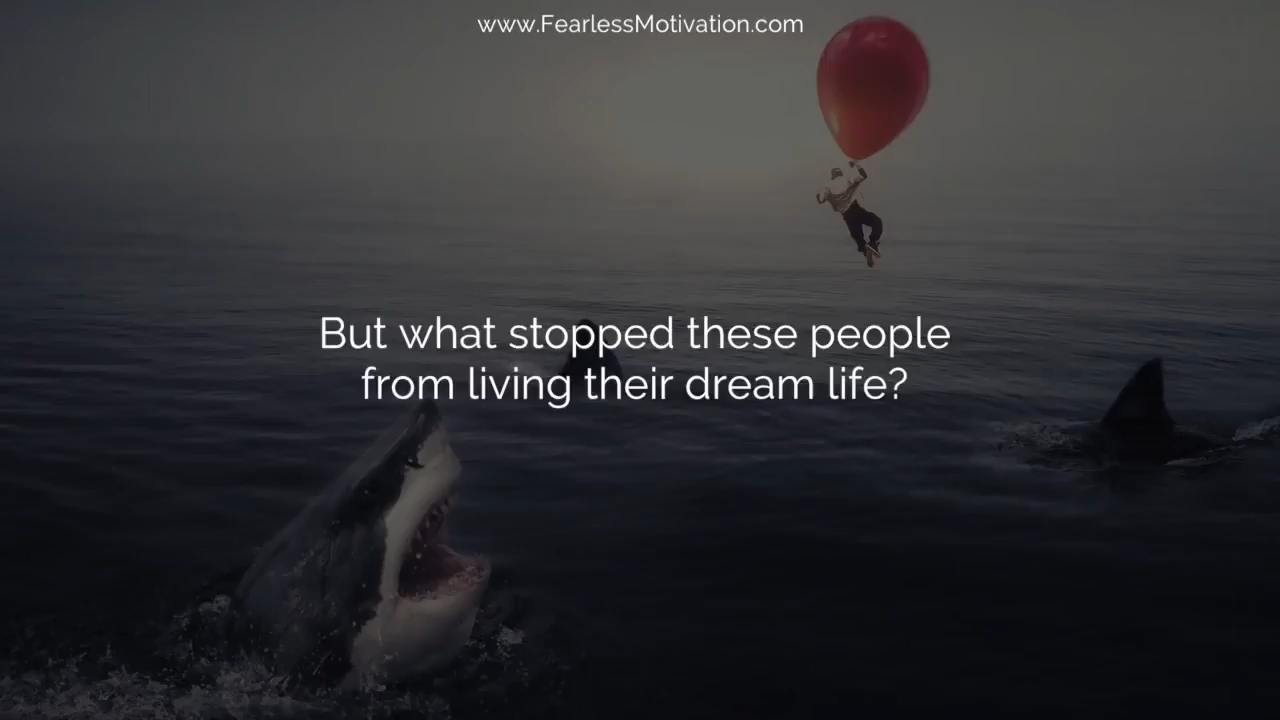 www.FearlessMotivation.com
But what stopped these people
from living their dream life?